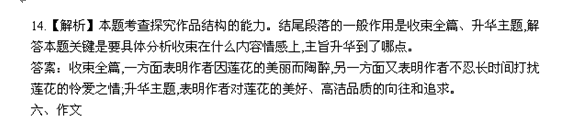 14.【解析】本题考查探究作品结构的能力。结尾段落的一般作用是收束全篇、升华主题,解
答本题关键是要具体分析收束在什么内容情感上,主旨升华到了哪点。
答案：收束全篇,一方面表明作者因莲花的美丽而陶醉,另一方面又表明作者不忍长时间打扰
莲花的怜爱之情;升华主题,表明作者对莲花的美好、高洁品质的向往和追求。
六、作文